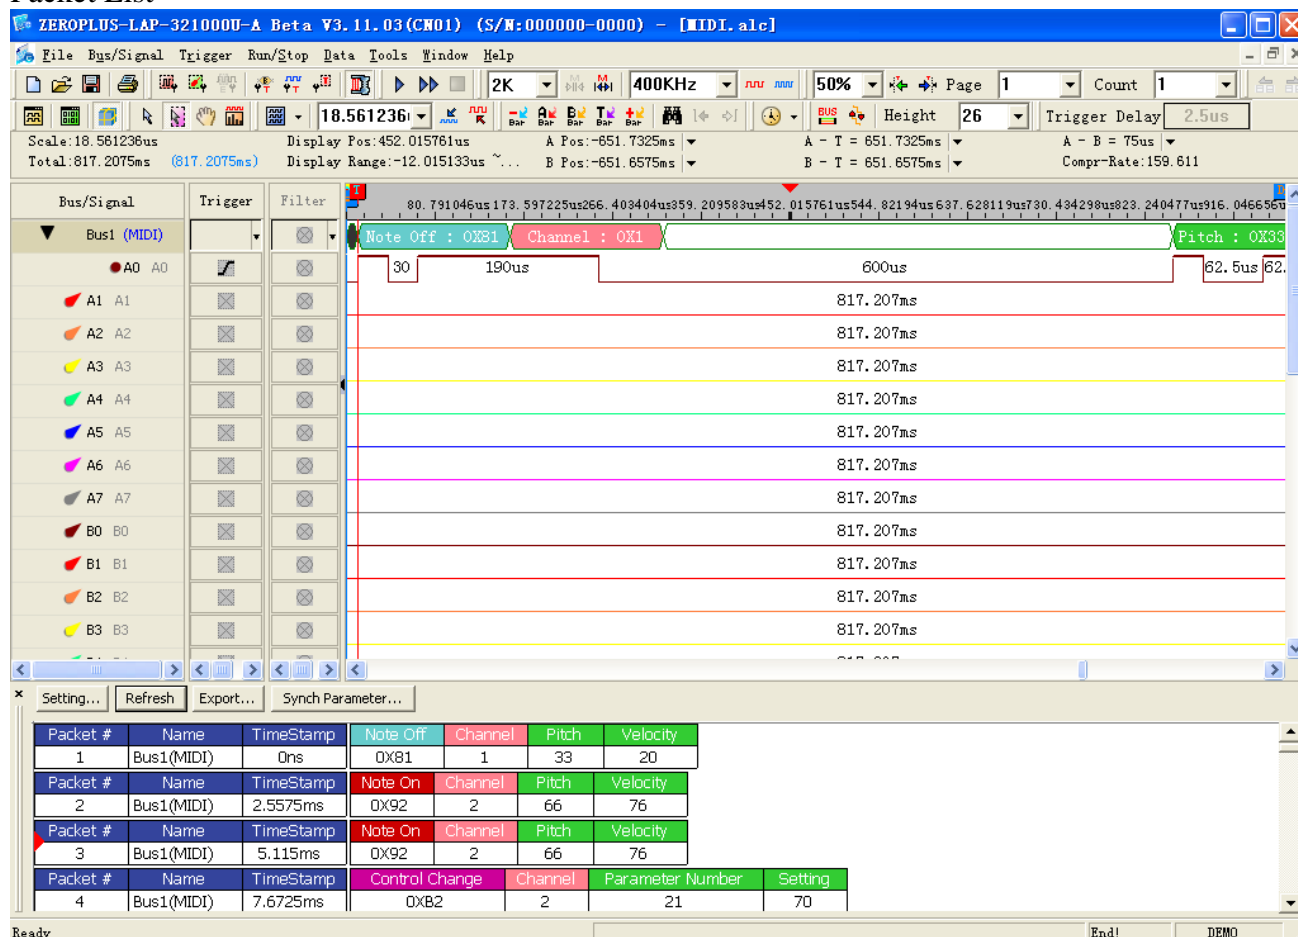 Packet List
ZEROPLUS-LAP-321000U-A Beta V3.11.03(CN01) (S/N:000000-0000) - [MIDI.alc]
File Bus/Signal Trigger Run/Stop Data Tools Window Help
2K 400KHz 50% Page 1 Count 1
18.561236 Bar Bar Bar Bar Bar BUS Height 26 Trigger Delay 2.5us
Scale:18.561236us Display Pos:452.015761us A Pos:-651.7325ms A - T = 651.7325ms A - B = 75us
Total:817.2075ms (817.2075ms) Display Range:-12.015133us ~... B Pos:-651.6575ms B - T = 651.6575ms Compr-Rate:159.611
Bus/Signal Trigger Filter T 80.791046us 173.597225us 266.403404us 359.209583us 452.015761us 544.82194us 637.628119us 730.434298us 823.240477us 916.046656u
Bus1 (MIDI) Note Off : 0X81 Channel : 0X1 Pitch : 0X33
A0 A0 30 190us 600us 62.5us 62.
A1 A1 817.207ms
A2 A2 817.207ms
A3 A3 817.207ms
A4 A4 817.207ms
A5 A5 817.207ms
A6 A6 817.207ms
A7 A7 817.207ms
B0 B0 817.207ms
B1 B1 817.207ms
B2 B2 817.207ms
B3 B3 817.207ms
Setting... Refresh Export... Synch Parameter...
Packet # Name TimeStamp Note Off Channel Pitch Velocity
1 Bus1(MIDI) 0ns 0X81 1 33 20
Packet # Name TimeStamp Note On Channel Pitch Velocity
2 Bus1(MIDI) 2.5575ms 0X92 2 66 76
Packet # Name TimeStamp Note On Channel Pitch Velocity
3 Bus1(MIDI) 5.115ms 0X92 2 66 76
Packet # Name TimeStamp Control Change Channel Parameter Number Setting
4 Bus1(MIDI) 7.6725ms 0XB2 2 21 70
Ready End! DEMO